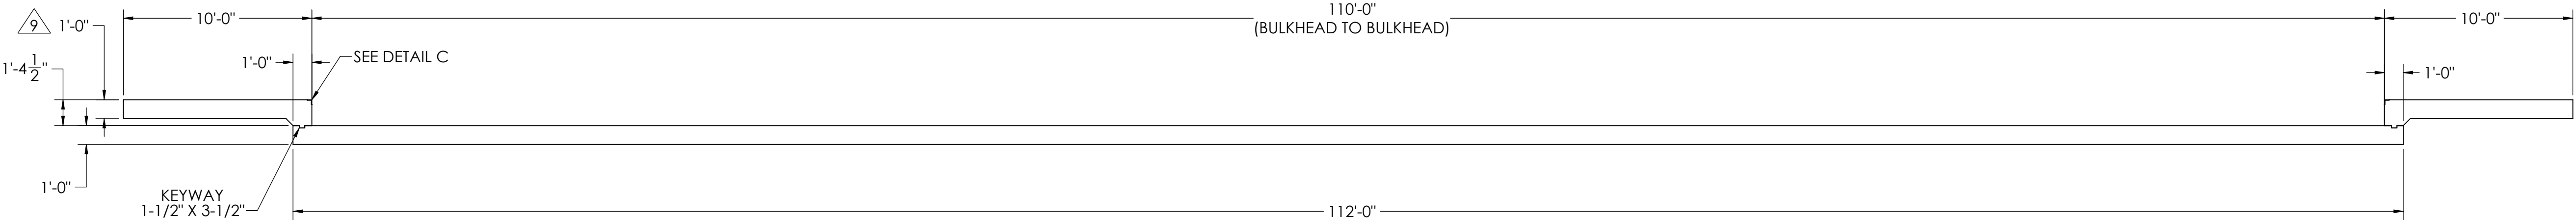 10'-0"
110'-0"
(BULKHEAD TO BULKHEAD)
10'-0"
9
1'-0"
1'-4 1/2"
1'-0"
SEE DETAIL C
1'-0"
1'-0"
KEYWAY
1-1/2" X 3-1/2"
112'-0"